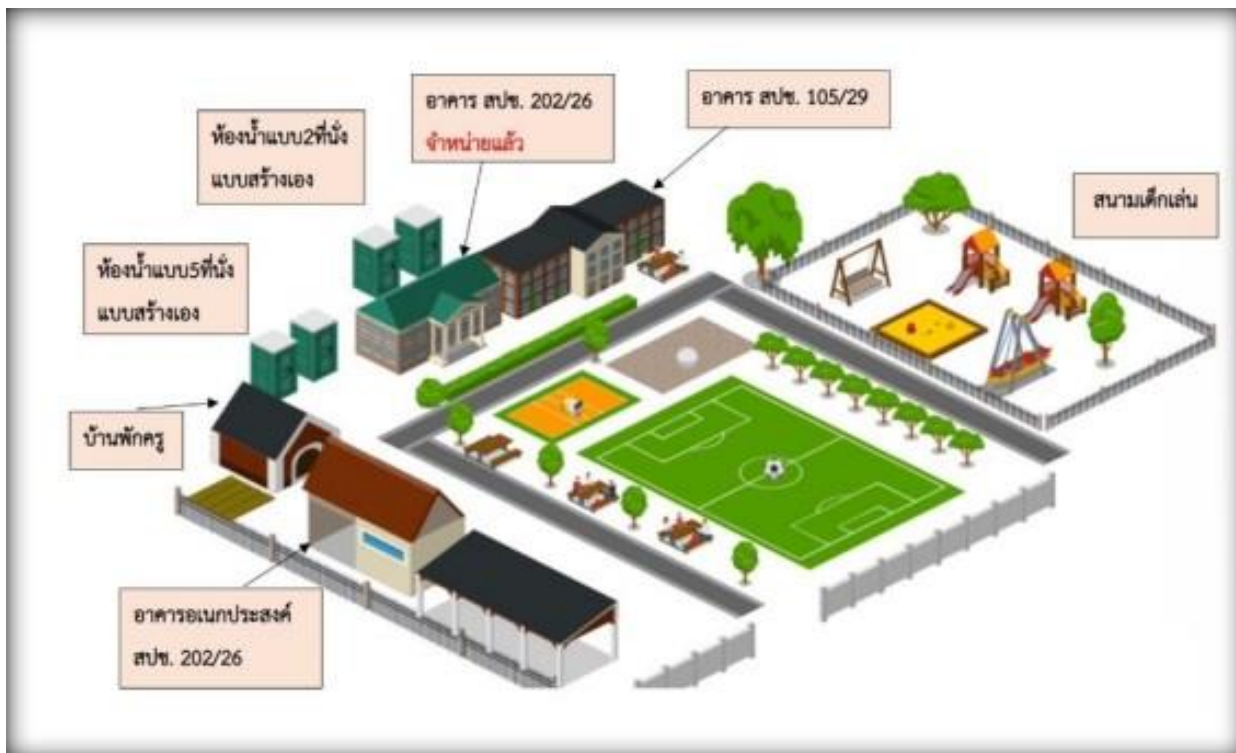 อาคาร สปช. 202/26
จำหน่ายแล้ว
อาคาร สปช. 105/29
ห้องน้ำแบบ2ที่นั่ง
แบบสร้างเอง
สนามเด็กเล่น
ห้องน้ำแบบ5ที่นั่ง
แบบสร้างเอง
บ้านพักครู
อาคารอเนกประสงค์
สปช. 202/26